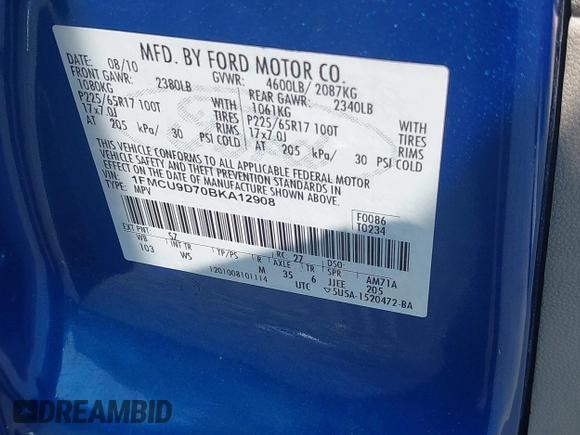 MFD. BY FORD MOTOR CO.
DATE: 08/10 GVWR: 4600LB/ 2087KG
FRONT GAWR: 2380LB REAR GAWR: 2340LB
1080KG WITH 1061KG WITH
P225/65R17 100T TIRES P225/65R17 100T TIRES
17x7.0J RIMS 17x7.0J RIMS
AT 205 kPa/ 30 PSI COLD AT 205 kPa/ 30 PSI COLD
THIS VEHICLE CONFORMS TO ALL APPLICABLE FEDERAL MOTOR
VEHICLE SAFETY AND THEFT PREVENTION STANDARDS IN
EFFECT ON THE DATE OF MANUFACTURE SHOWN ABOVE.
VIN: 1FMCU9D70BKA12908
TYPE: MPV
F0086
T0234
EXT PNT: SZ RC: 27 DSO:
WB INT TR TP/PS R AXLE TR SPR AM71A
103 WS M 35 6 JJEE 205
1201008101114 UTC 5USA-1520472-BA
DREAMBID